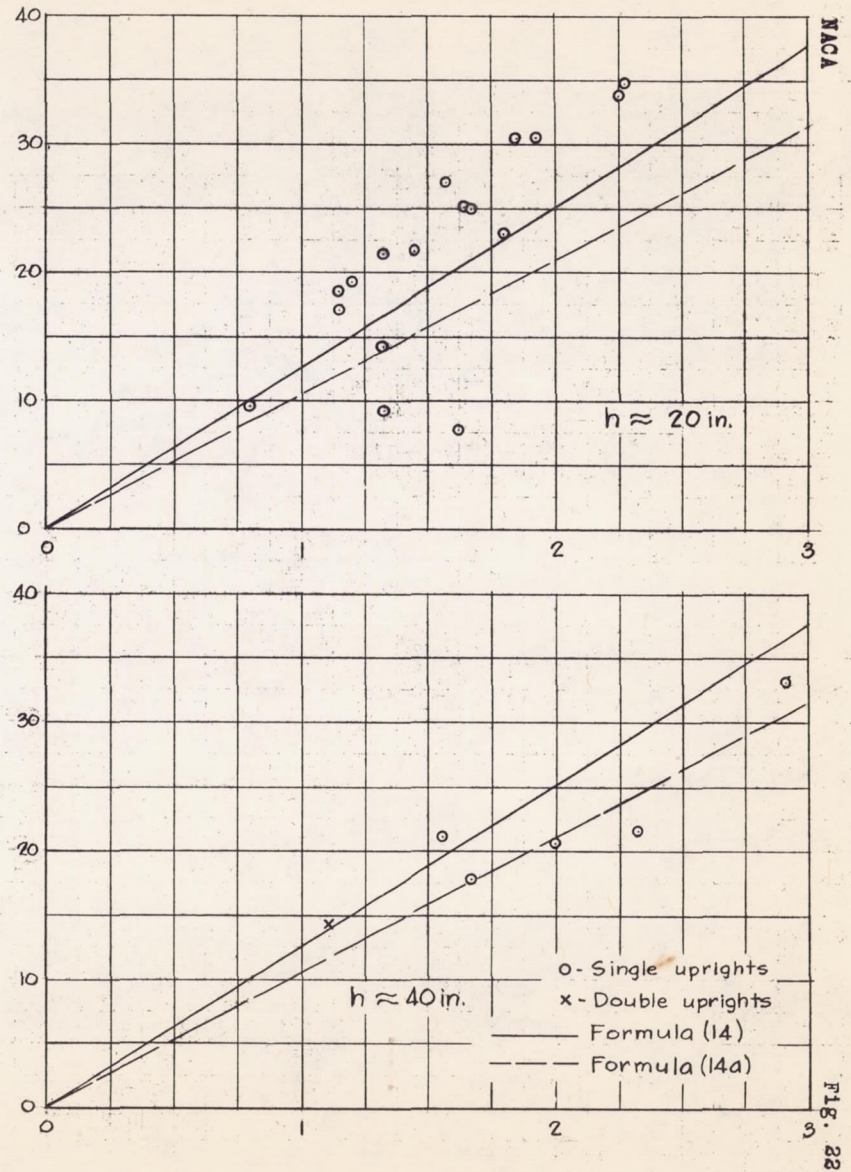 NACA
40
30
20
10
0
h ≈ 20 in.
0 1 2 3
40
30
20
10
0
h ≈ 40 in.
o - Single uprights
x - Double uprights
Formula (14)
Formula (14a)
0 1 2 3
Fig. 22